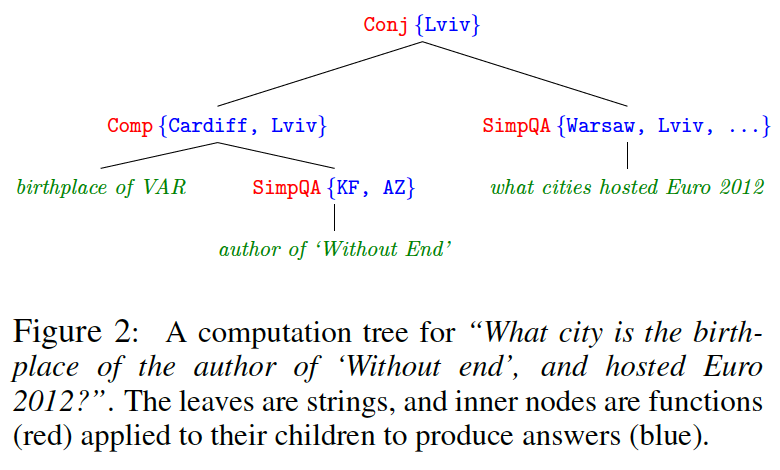 Conj {Lviv}
Comp {Cardiff, Lviv}
SimpQA {Warsaw, Lviv, ...}
birthplace of VAR
SimpQA {KF, AZ}
what cities hosted Euro 2012
author of ‘Without End’
Figure 2: A computation tree for “What city is the birth-
place of the author of ‘Without end’, and hosted Euro
2012?”. The leaves are strings, and inner nodes are functions
(red) applied to their children to produce answers (blue).